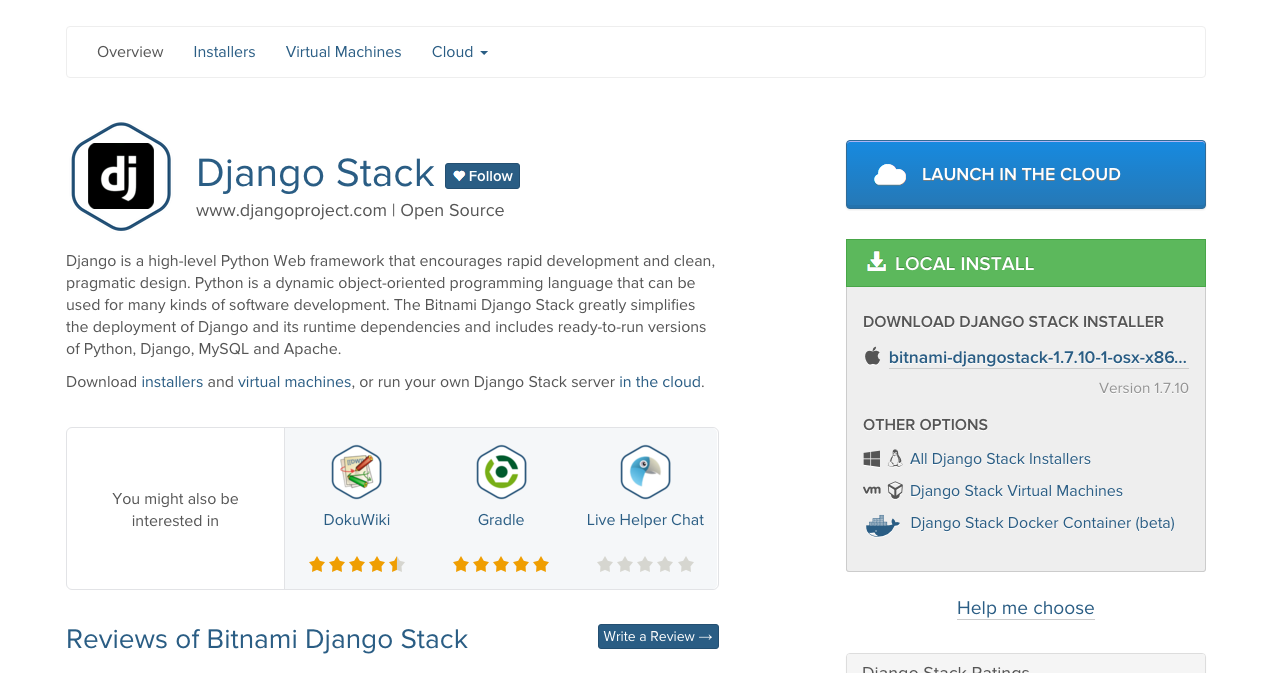 Overview Installers Virtual Machines Cloud
dj
Django Stack Follow
www.djangoproject.com | Open Source
Django is a high-level Python Web framework that encourages rapid development and clean,
pragmatic design. Python is a dynamic object-oriented programming language that can be
used for many kinds of software development. The Bitnami Django Stack greatly simplifies
the deployment of Django and its runtime dependencies and includes ready-to-run versions
of Python, Django, MySQL and Apache.
Download installers and virtual machines, or run your own Django Stack server in the cloud.
You might also be
interested in
DokuWiki Gradle Live Helper Chat
Reviews of Bitnami Django Stack Write a Review →
LAUNCH IN THE CLOUD
LOCAL INSTALL
DOWNLOAD DJANGO STACK INSTALLER
bitnami-djangostack-1.7.10-1-osx-x86...
Version 1.7.10
OTHER OPTIONS
All Django Stack Installers
vm Django Stack Virtual Machines
Django Stack Docker Container (beta)
Help me choose
Django Stack Ratings